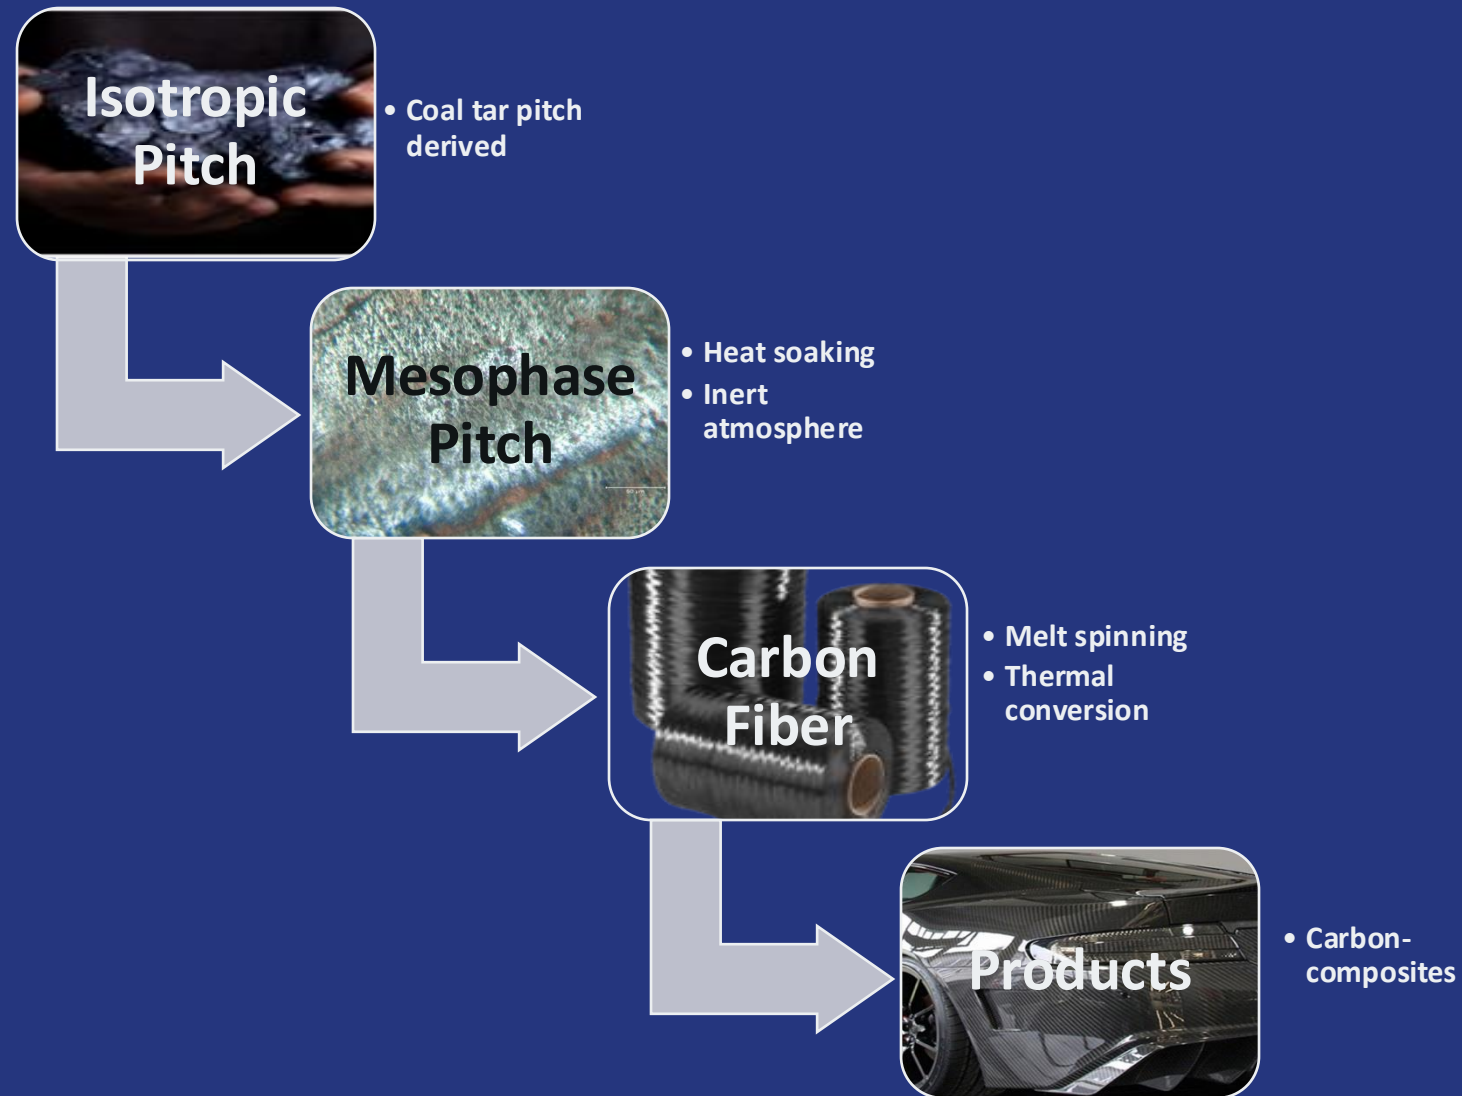 Isotropic
Pitch
• Coal tar pitch
derived
Mesophase
Pitch
• Heat soaking
• Inert
atmosphere
Carbon
Fiber
• Melt spinning
• Thermal
conversion
Products
• Carbon-
composites